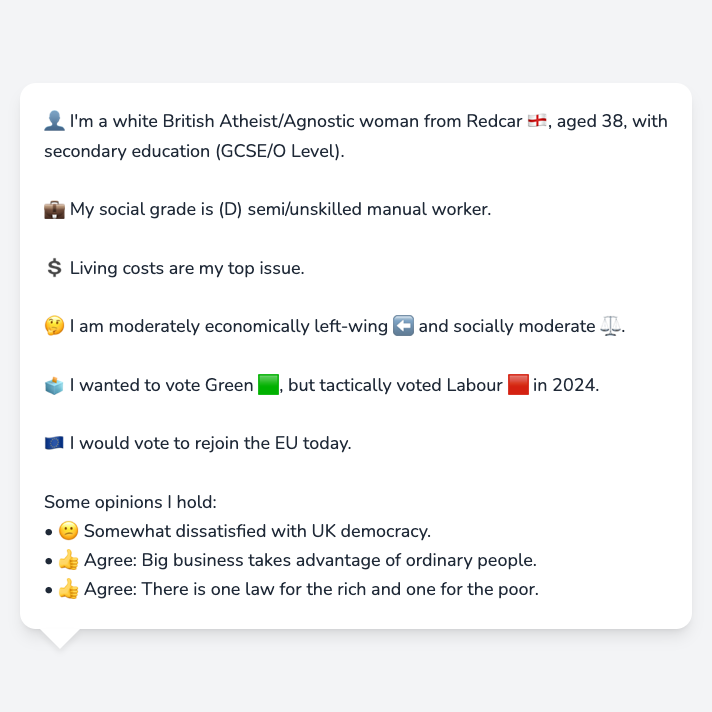 👤 I'm a white British Atheist/Agnostic woman from Redcar 🏴󠁧󠁢󠁥󠁮󠁧󠁿, aged 38, with
secondary education (GCSE/O Level).
💼 My social grade is (D) semi/unskilled manual worker.
💲 Living costs are my top issue.
🤔 I am moderately economically left-wing ⬅️ and socially moderate ⚖️.
🗳️ I wanted to vote Green 🟩, but tactically voted Labour 🟥 in 2024.
🇪🇺 I would vote to rejoin the EU today.
Some opinions I hold:
• 🙁 Somewhat dissatisfied with UK democracy.
• 👍 Agree: Big business takes advantage of ordinary people.
• 👍 Agree: There is one law for the rich and one for the poor.